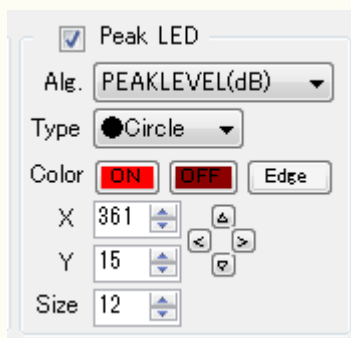 Peak LED
Alg. PEAKLEVEL(dB)
Type ●Circle
Color ON OFF Edge
X 361
Y 15
Size 12